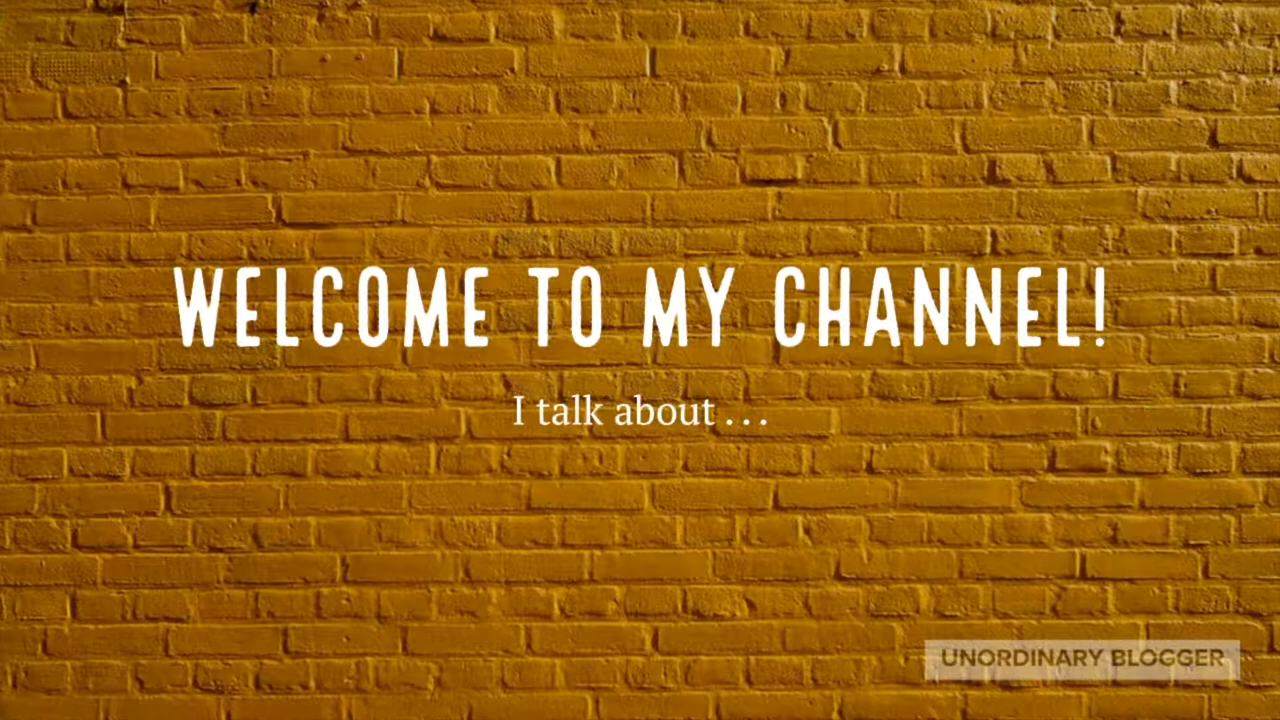 WELCOME TO MY CHANNEL!
I talk about . . .
UNORDINARY BLOGGER